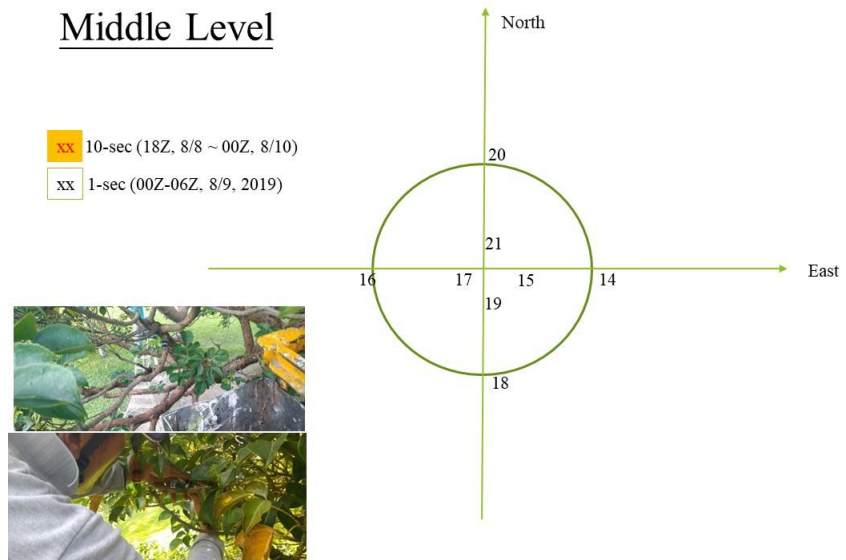 Middle Level
North
xx 10-sec (18Z, 8/8 ~ 00Z, 8/10)
xx 1-sec (00Z-06Z, 8/9, 2019)
20
21
16 17 15 14
East
19
18